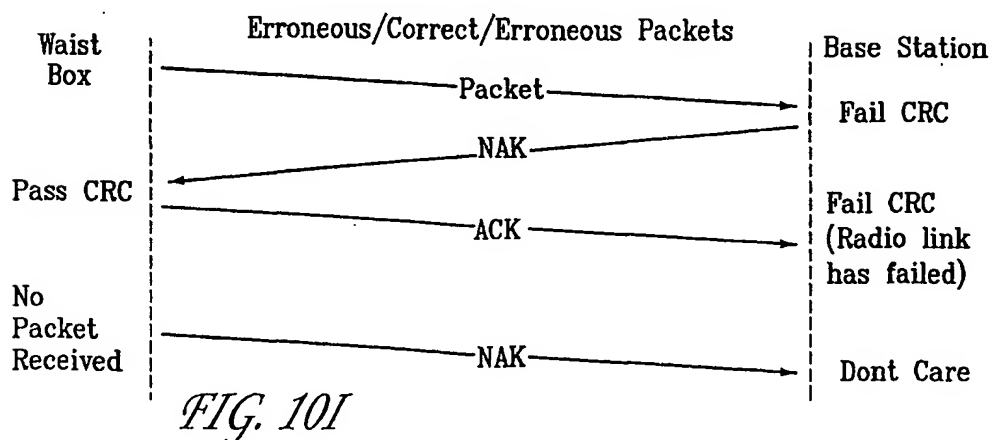 Erroneous/Correct/Erroneous Packets
Waist
Box
Base Station
Packet
Fail CRC
NAK
Pass CRC
ACK
Fail CRC
(Radio link
has failed)
No
Packet
Received
NAK
Dont Care
FIG. 10I